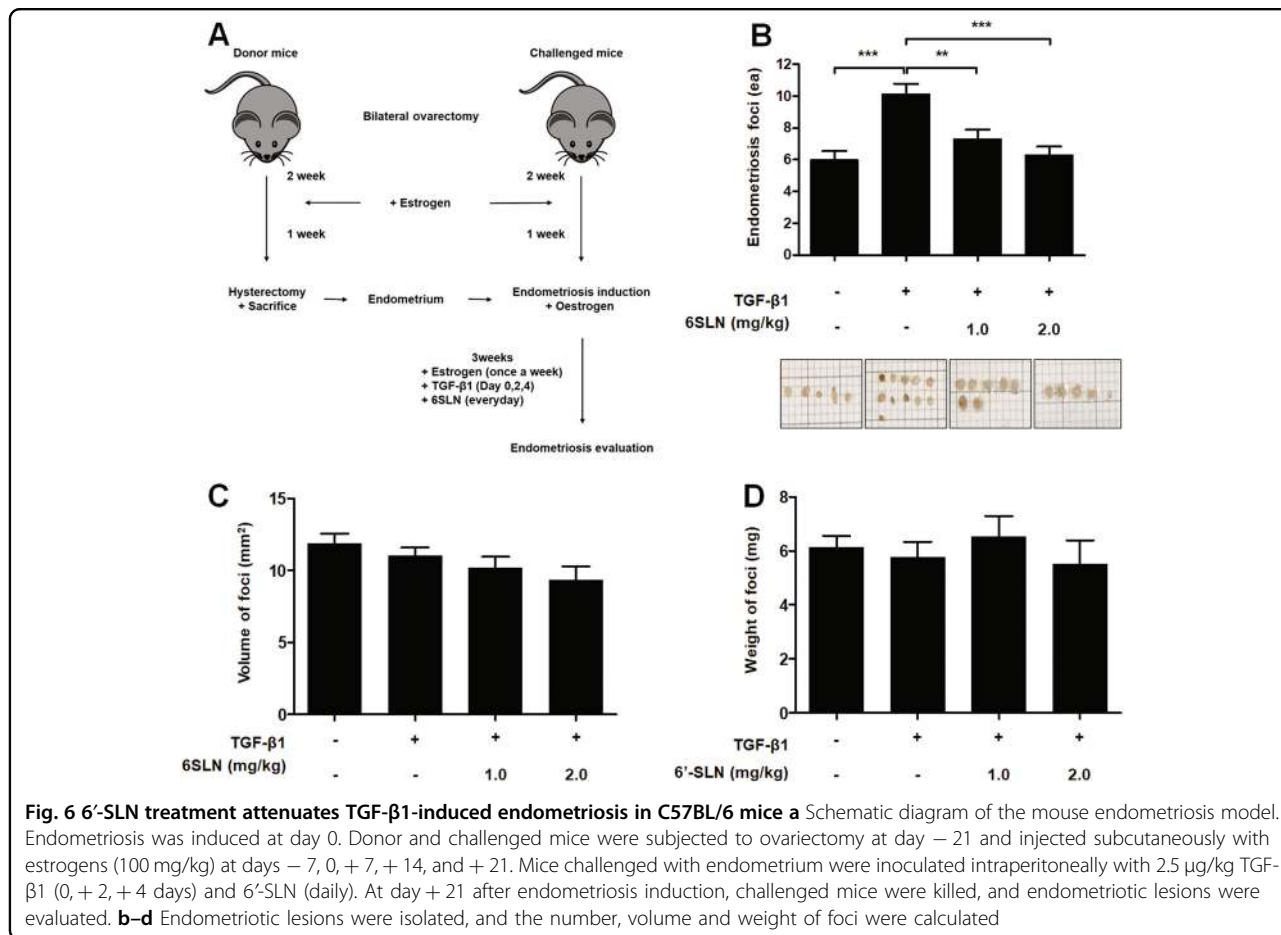 A
Donor mice
Challenged mice
Bilateral ovarectomy
2 week
2 week
+ Estrogen
1 week
1 week
Hysterectomy
+ Sacrifice
Endometrium
Endometriosis induction
+ Oestrogen
3weeks
+ Estrogen (once a week)
+ TGF-β1 (Day 0,2,4)
+ 6SLN (everyday)
Endometriosis evaluation
B
***
***
**
Endometriosis foci (ea)
12
10
8
6
4
2
0
TGF-β1 - + + +
6SLN (mg/kg) - - 1.0 2.0
C
Volume of foci (mm²)
15
10
5
0
TGF-β1 - + + +
6SLN (mg/kg) - - 1.0 2.0
D
Weight of foci (mg)
8
6
4
2
0
TGF-β1 - + + +
6'-SLN (mg/kg) - - 1.0 2.0
Fig. 6 6′-SLN treatment attenuates TGF-β1-induced endometriosis in C57BL/6 mice a Schematic diagram of the mouse endometriosis model.
Endometriosis was induced at day 0. Donor and challenged mice were subjected to ovariectomy at day − 21 and injected subcutaneously with
estrogens (100 mg/kg) at days − 7, 0, + 7, + 14, and + 21. Mice challenged with endometrium were inoculated intraperitoneally with 2.5 µg/kg TGF-
β1 (0, + 2, + 4 days) and 6′-SLN (daily). At day + 21 after endometriosis induction, challenged mice were killed, and endometriotic lesions were
evaluated. b–d Endometriotic lesions were isolated, and the number, volume and weight of foci were calculated